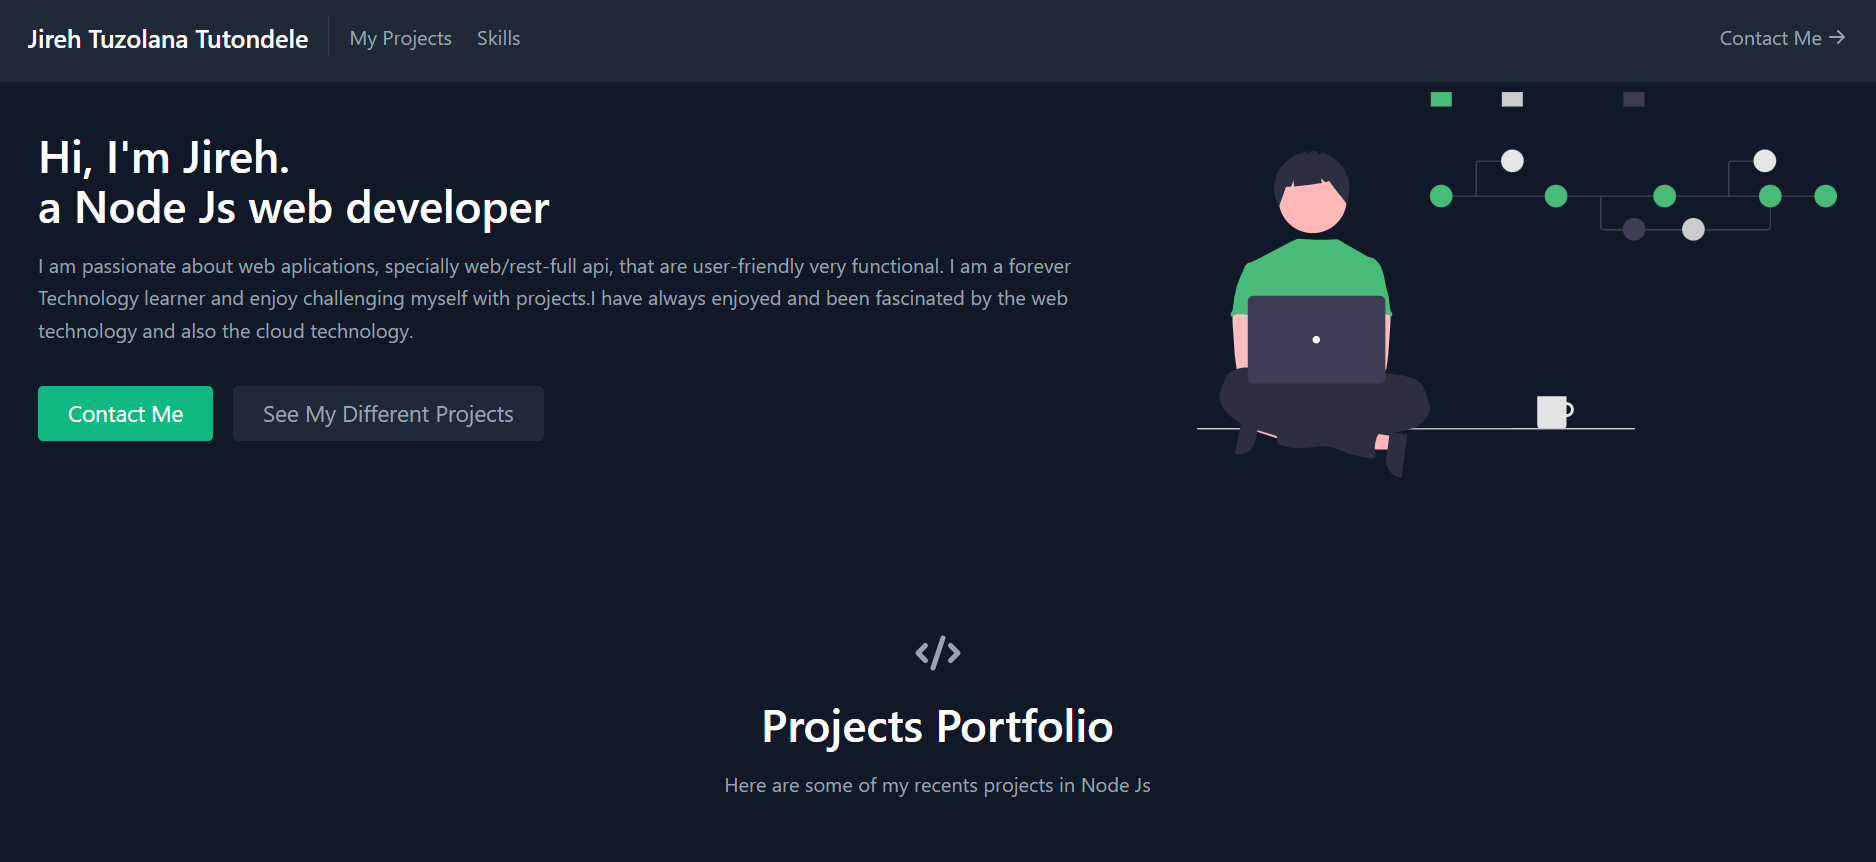 Jireh Tuzolana Tutondele
My Projects
Skills
Contact Me →
Hi, I'm Jireh.
a Node Js web developer
I am passionate about web aplications, specially web/rest-full api, that are user-friendly very functional. I am a forever
Technology learner and enjoy challenging myself with projects.I have always enjoyed and been fascinated by the web
technology and also the cloud technology.
Contact Me
See My Different Projects
</>
Projects Portfolio
Here are some of my recents projects in Node Js